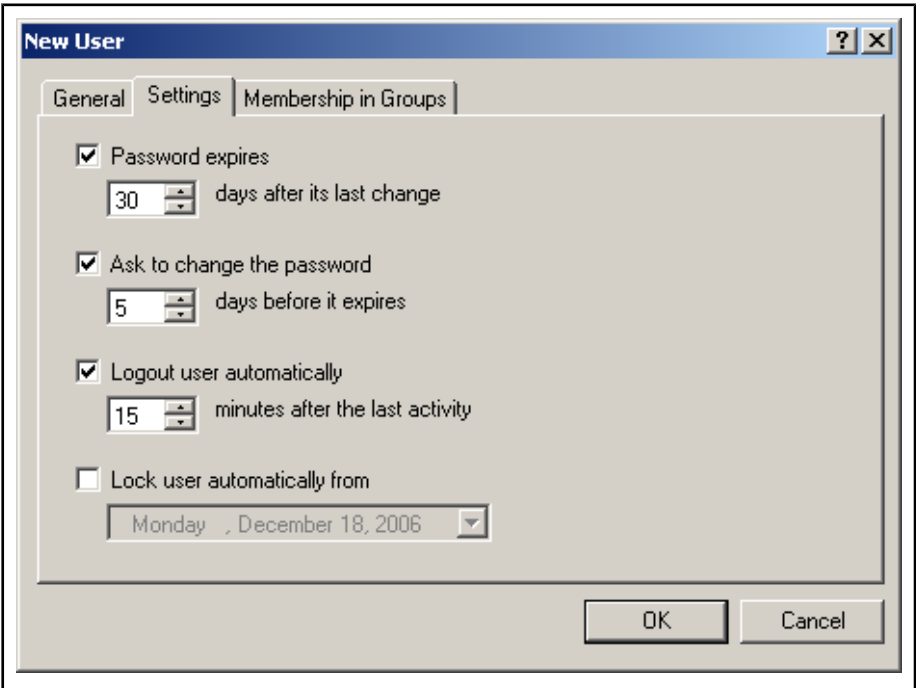 New User
General Settings Membership in Groups
Password expires
30 days after its last change
Ask to change the password
5 days before it expires
Logout user automatically
15 minutes after the last activity
Lock user automatically from
Monday , December 18, 2006
OK Cancel